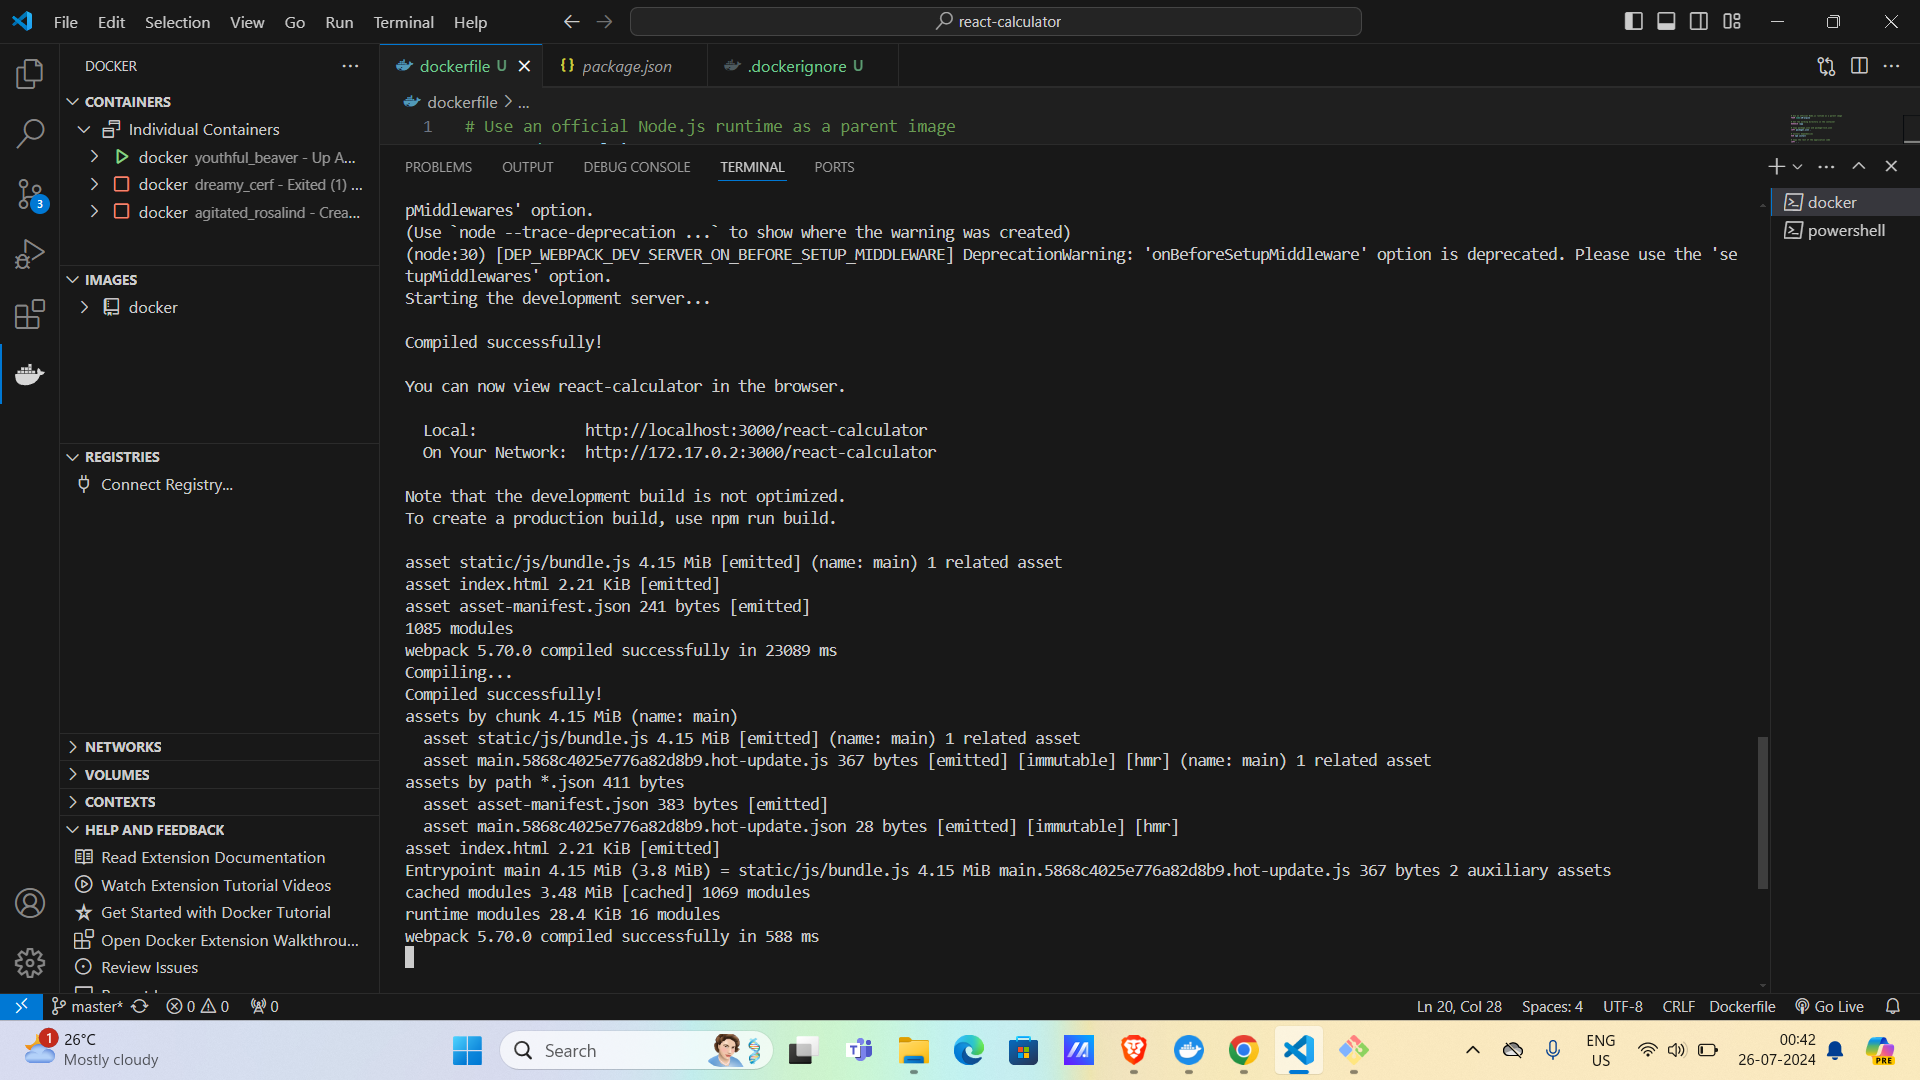 File Edit Selection View Go Run Terminal Help
react-calculator
DOCKER
CONTAINERS
Individual Containers
docker youthful_beaver - Up A...
docker dreamy_cerf - Exited (1) ...
docker agitated_rosalind - Crea...
IMAGES
docker
REGISTRIES
Connect Registry...
NETWORKS
VOLUMES
CONTEXTS
HELP AND FEEDBACK
Read Extension Documentation
Watch Extension Tutorial Videos
Get Started with Docker Tutorial
Open Docker Extension Walkthrou...
Review Issues
dockerfile U
package.json
.dockerignore U
dockerfile > ...
1 # Use an official Node.js runtime as a parent image
PROBLEMS OUTPUT DEBUG CONSOLE TERMINAL PORTS
docker
powershell
pMiddlewares' option.
(Use `node --trace-deprecation ...` to show where the warning was created)
(node:30) [DEP_WEBPACK_DEV_SERVER_ON_BEFORE_SETUP_MIDDLEWARE] DeprecationWarning: 'onBeforeSetupMiddleware' option is deprecated. Please use the 'se
tupMiddlewares' option.
Starting the development server...
Compiled successfully!
You can now view react-calculator in the browser.
Local: http://localhost:3000/react-calculator
On Your Network: http://172.17.0.2:3000/react-calculator
Note that the development build is not optimized.
To create a production build, use npm run build.
asset static/js/bundle.js 4.15 MiB [emitted] (name: main) 1 related asset
asset index.html 2.21 KiB [emitted]
asset asset-manifest.json 241 bytes [emitted]
1085 modules
webpack 5.70.0 compiled successfully in 23089 ms
Compiling...
Compiled successfully!
assets by chunk 4.15 MiB (name: main)
asset static/js/bundle.js 4.15 MiB [emitted] (name: main) 1 related asset
asset main.5868c4025e776a82d8b9.hot-update.js 367 bytes [emitted] [immutable] [hmr] (name: main) 1 related asset
assets by path *.json 411 bytes
asset asset-manifest.json 383 bytes [emitted]
asset main.5868c4025e776a82d8b9.hot-update.json 28 bytes [emitted] [immutable] [hmr]
asset index.html 2.21 KiB [emitted]
Entrypoint main 4.15 MiB (3.8 MiB) = static/js/bundle.js 4.15 MiB main.5868c4025e776a82d8b9.hot-update.js 367 bytes 2 auxiliary assets
cached modules 3.48 MiB [cached] 1069 modules
runtime modules 28.4 KiB 16 modules
webpack 5.70.0 compiled successfully in 588 ms
3
master* 0 0 0
Ln 20, Col 28 Spaces: 4 UTF-8 CRLF Dockerfile Go Live
1
26°C
Mostly cloudy
Search
ENG
US
00:42
26-07-2024
PRE